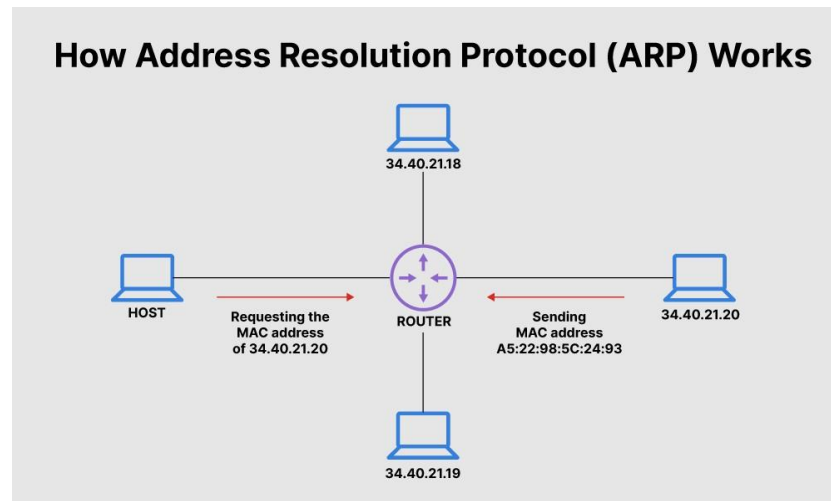 How Address Resolution Protocol (ARP) Works
34.40.21.18
HOST
Requesting the
MAC address
of 34.40.21.20
ROUTER
Sending
MAC address
A5:22:98:5C:24:93
34.40.21.20
34.40.21.19